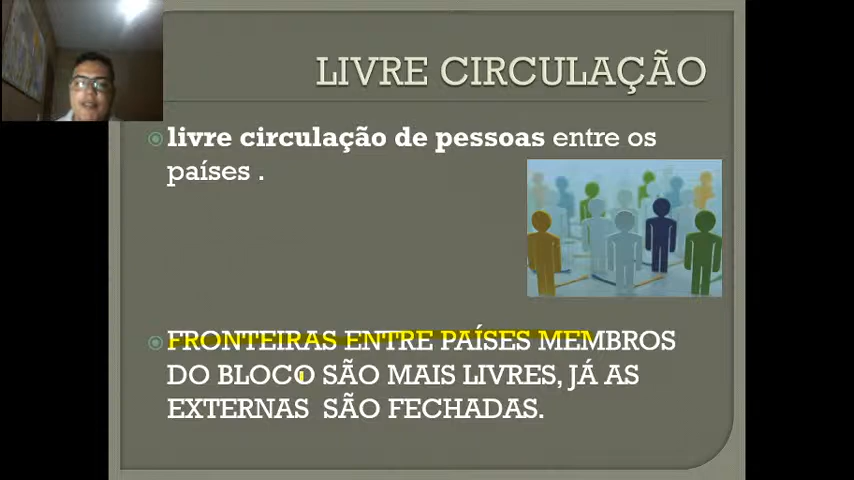 LIVRE CIRCULAÇÃO
livre circulação de pessoas entre os
países .
FRONTEIRAS ENTRE PAÍSES MEMBROS
DO BLOCO SÃO MAIS LIVRES, JÁ AS
EXTERNAS SÃO FECHADAS.